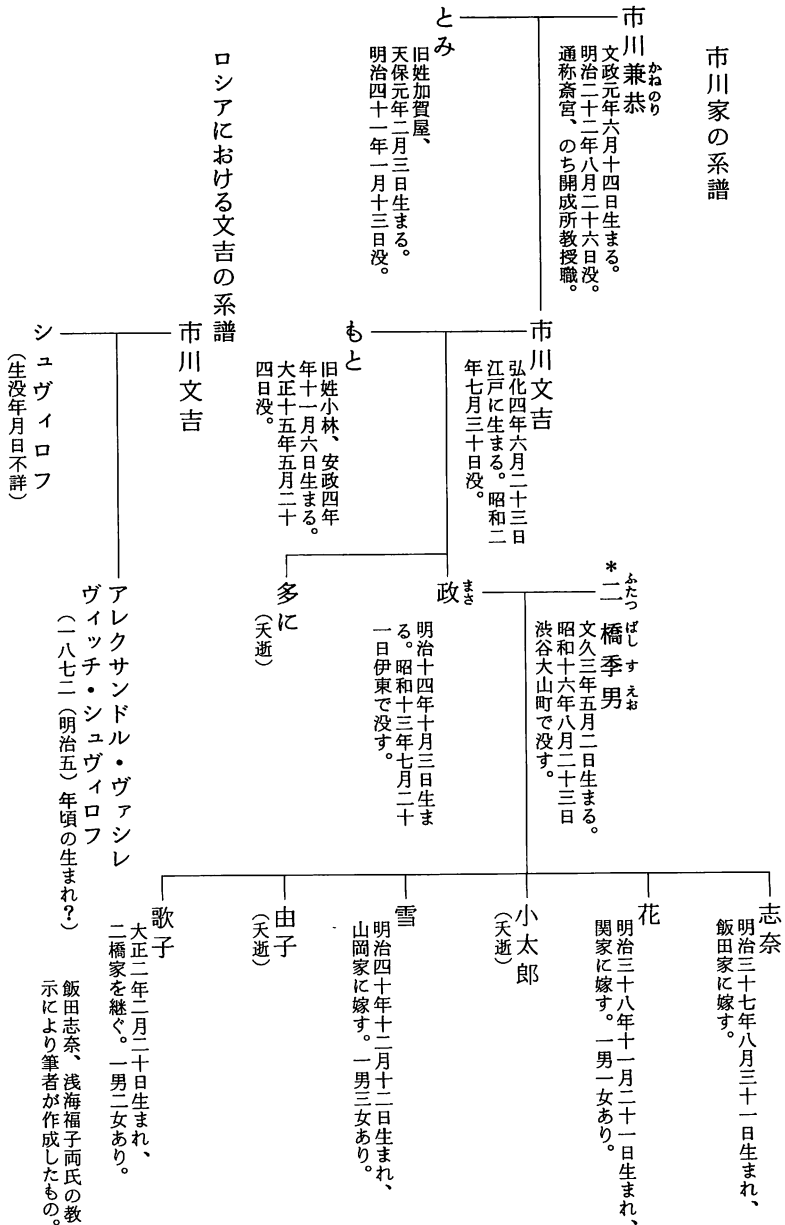 市川家の系譜
市川兼恭
かねのり
文政元年六月十四日生まる。
明治二十二年八月二十六日没。
通称斎宮、のち開成所教授職。
とみ
旧姓加賀屋、
天保元年二月三日生まる。
明治四十一年一月十三日没。
市川文吉
弘化四年六月二十三日
江戸に生まる。昭和二
年七月三十日没。
もと
旧姓小林、安政四年
年十一月六日生まる。
大正十五年五月二十
四日没。
*二橋季男
ふたつばしすえお
文久三年五月二日生まる。
昭和十六年八月二十三日
渋谷大山町で没す。
政
まさ
明治十四年十月三日生ま
る。昭和十三年七月二十
一日伊東で没す。
多に
(夭逝)
志奈
明治三十七年八月三十一日生まれ、
飯田家に嫁す。
花
明治三十八年十一月二十一日生まれ、
関家に嫁す。一男一女あり。
小太郎
(夭逝)
雪
明治四十年十二月十二日生まれ、
山岡家に嫁す。一男三女あり。
由子
(夭逝)
歌子
大正二年二月二十日生まれ、
二橋家を継ぐ。一男二女あり。
ロシアにおける文吉の系譜
市川文吉
シュヴィロフ
(生没年月日不詳)
アレクサンドル・ヴァシレ
ヴィッチ・シュヴィロフ
(一八七二(明治五)年頃の生まれ?)
飯田志奈、浅海福子両氏の教
示により筆者が作成したもの。